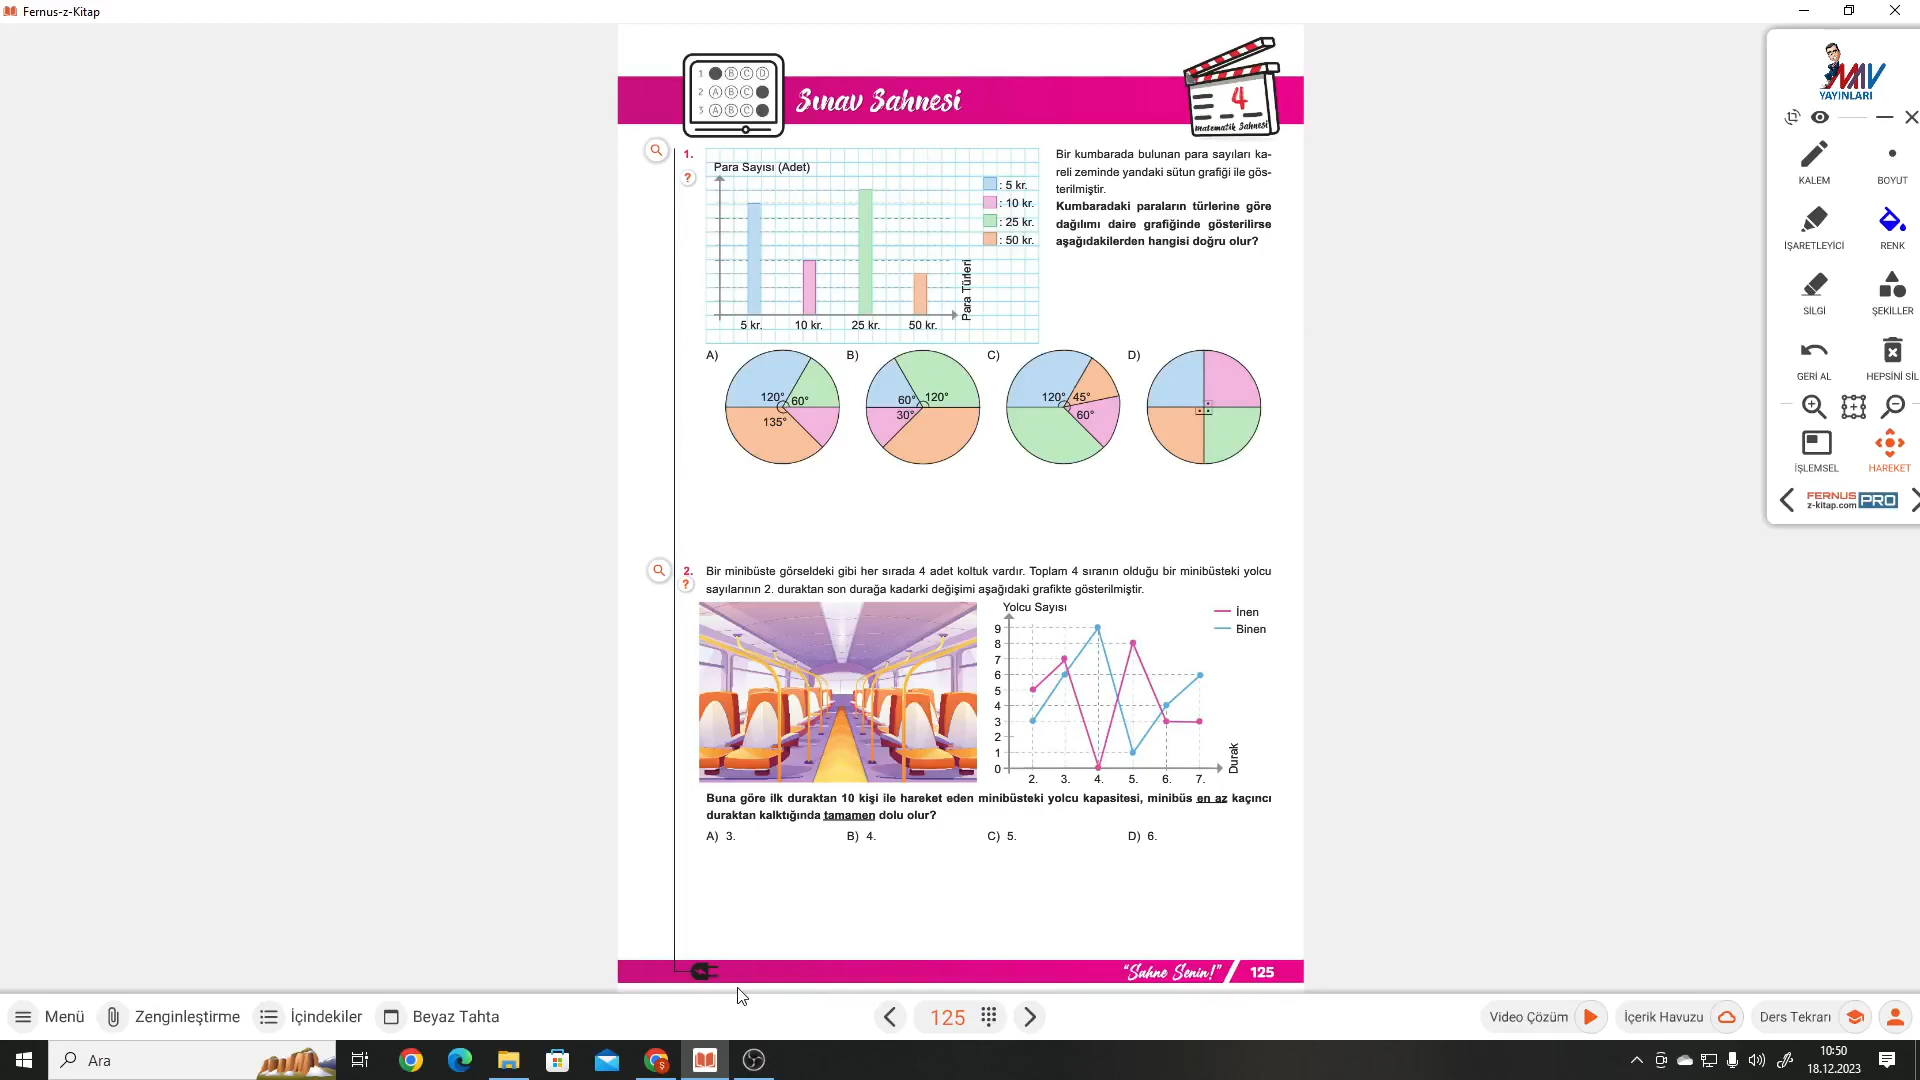 Fernus-z-Kitap
1 B C D
2 A B C
3 A B C
Sınav Sahnesi
4
matematik Sahnesi
1.
?
Para Sayısı (Adet)
: 5 kr.
: 10 kr.
: 25 kr.
: 50 kr.
Para Türleri
5 kr. 10 kr. 25 kr. 50 kr.
Bir kumbarada bulunan para sayıları ka-
reli zeminde yandaki sütun grafiği ile gös-
terilmiştir.
Kumbaradaki paraların türlerine göre
dağılımı daire grafiğinde gösterilirse
aşağıdakilerden hangisi doğru olur?
A) 120° 60° 135°
B) 60° 120° 30°
C) 120° 45° 60°
D)
2.
?
Bir minibüste görseldeki gibi her sırada 4 adet koltuk vardır. Toplam 4 sıranın olduğu bir minibüsteki yolcu
sayılarının 2. duraktan son durağa kadarki değişimi aşağıdaki grafikte gösterilmiştir.
Yolcu Sayısı
İnen
Binen
9
8
7
6
5
4
3
2
1
0
2. 3. 4. 5. 6. 7.
Durak
Buna göre ilk duraktan 10 kişi ile hareket eden minibüsteki yolcu kapasitesi, minibüs en az kaçıncı
duraktan kalktığında tamamen dolu olur?
A) 3. B) 4. C) 5. D) 6.
"Sahne Senin!" 125
MAV
YAYINLARI
KALEM BOYUT
İŞARETLEYİCİ RENK
SİLGİ ŞEKİLLER
GERİ AL HEPSİNİ SİL
İŞLEMSEL HAREKET
FERNUS
z-kitap.com PRO
Menü Zenginleştirme İçindekiler Beyaz Tahta 125 Video Çözüm İçerik Havuzu Ders Tekrarı
Ara
10:50
18.12.2023